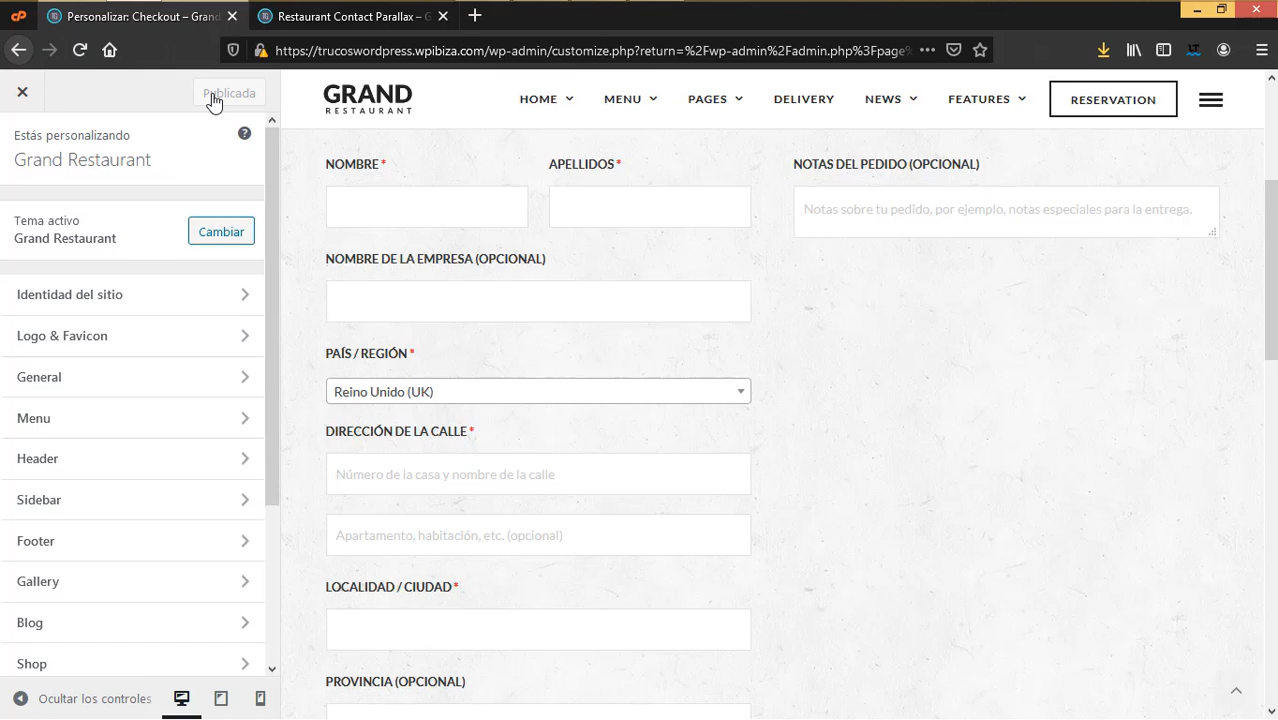 Personalizar: Checkout – Grand
Restaurant Contact Parallax – G
https://trucoswordpress.wpibiza.com/wp-admin/customize.php?return=%2Fwp-admin%2Fadmin.php%3Fpage%
Publicada
Estás personalizando
Grand Restaurant
Tema activo
Grand Restaurant
Cambiar
Identidad del sitio
Logo & Favicon
General
Menu
Header
Sidebar
Footer
Gallery
Blog
Shop
Ocultar los controles
GRAND
RESTAURANT
HOME MENU PAGES DELIVERY NEWS FEATURES RESERVATION
NOMBRE * APELLIDOS * NOTAS DEL PEDIDO (OPCIONAL)
Notas sobre tu pedido, por ejemplo, notas especiales para la entrega.
NOMBRE DE LA EMPRESA (OPCIONAL)
PAÍS / REGIÓN *
Reino Unido (UK)
DIRECCIÓN DE LA CALLE *
Número de la casa y nombre de la calle
Apartamento, habitación, etc. (opcional)
LOCALIDAD / CIUDAD *
PROVINCIA (OPCIONAL)